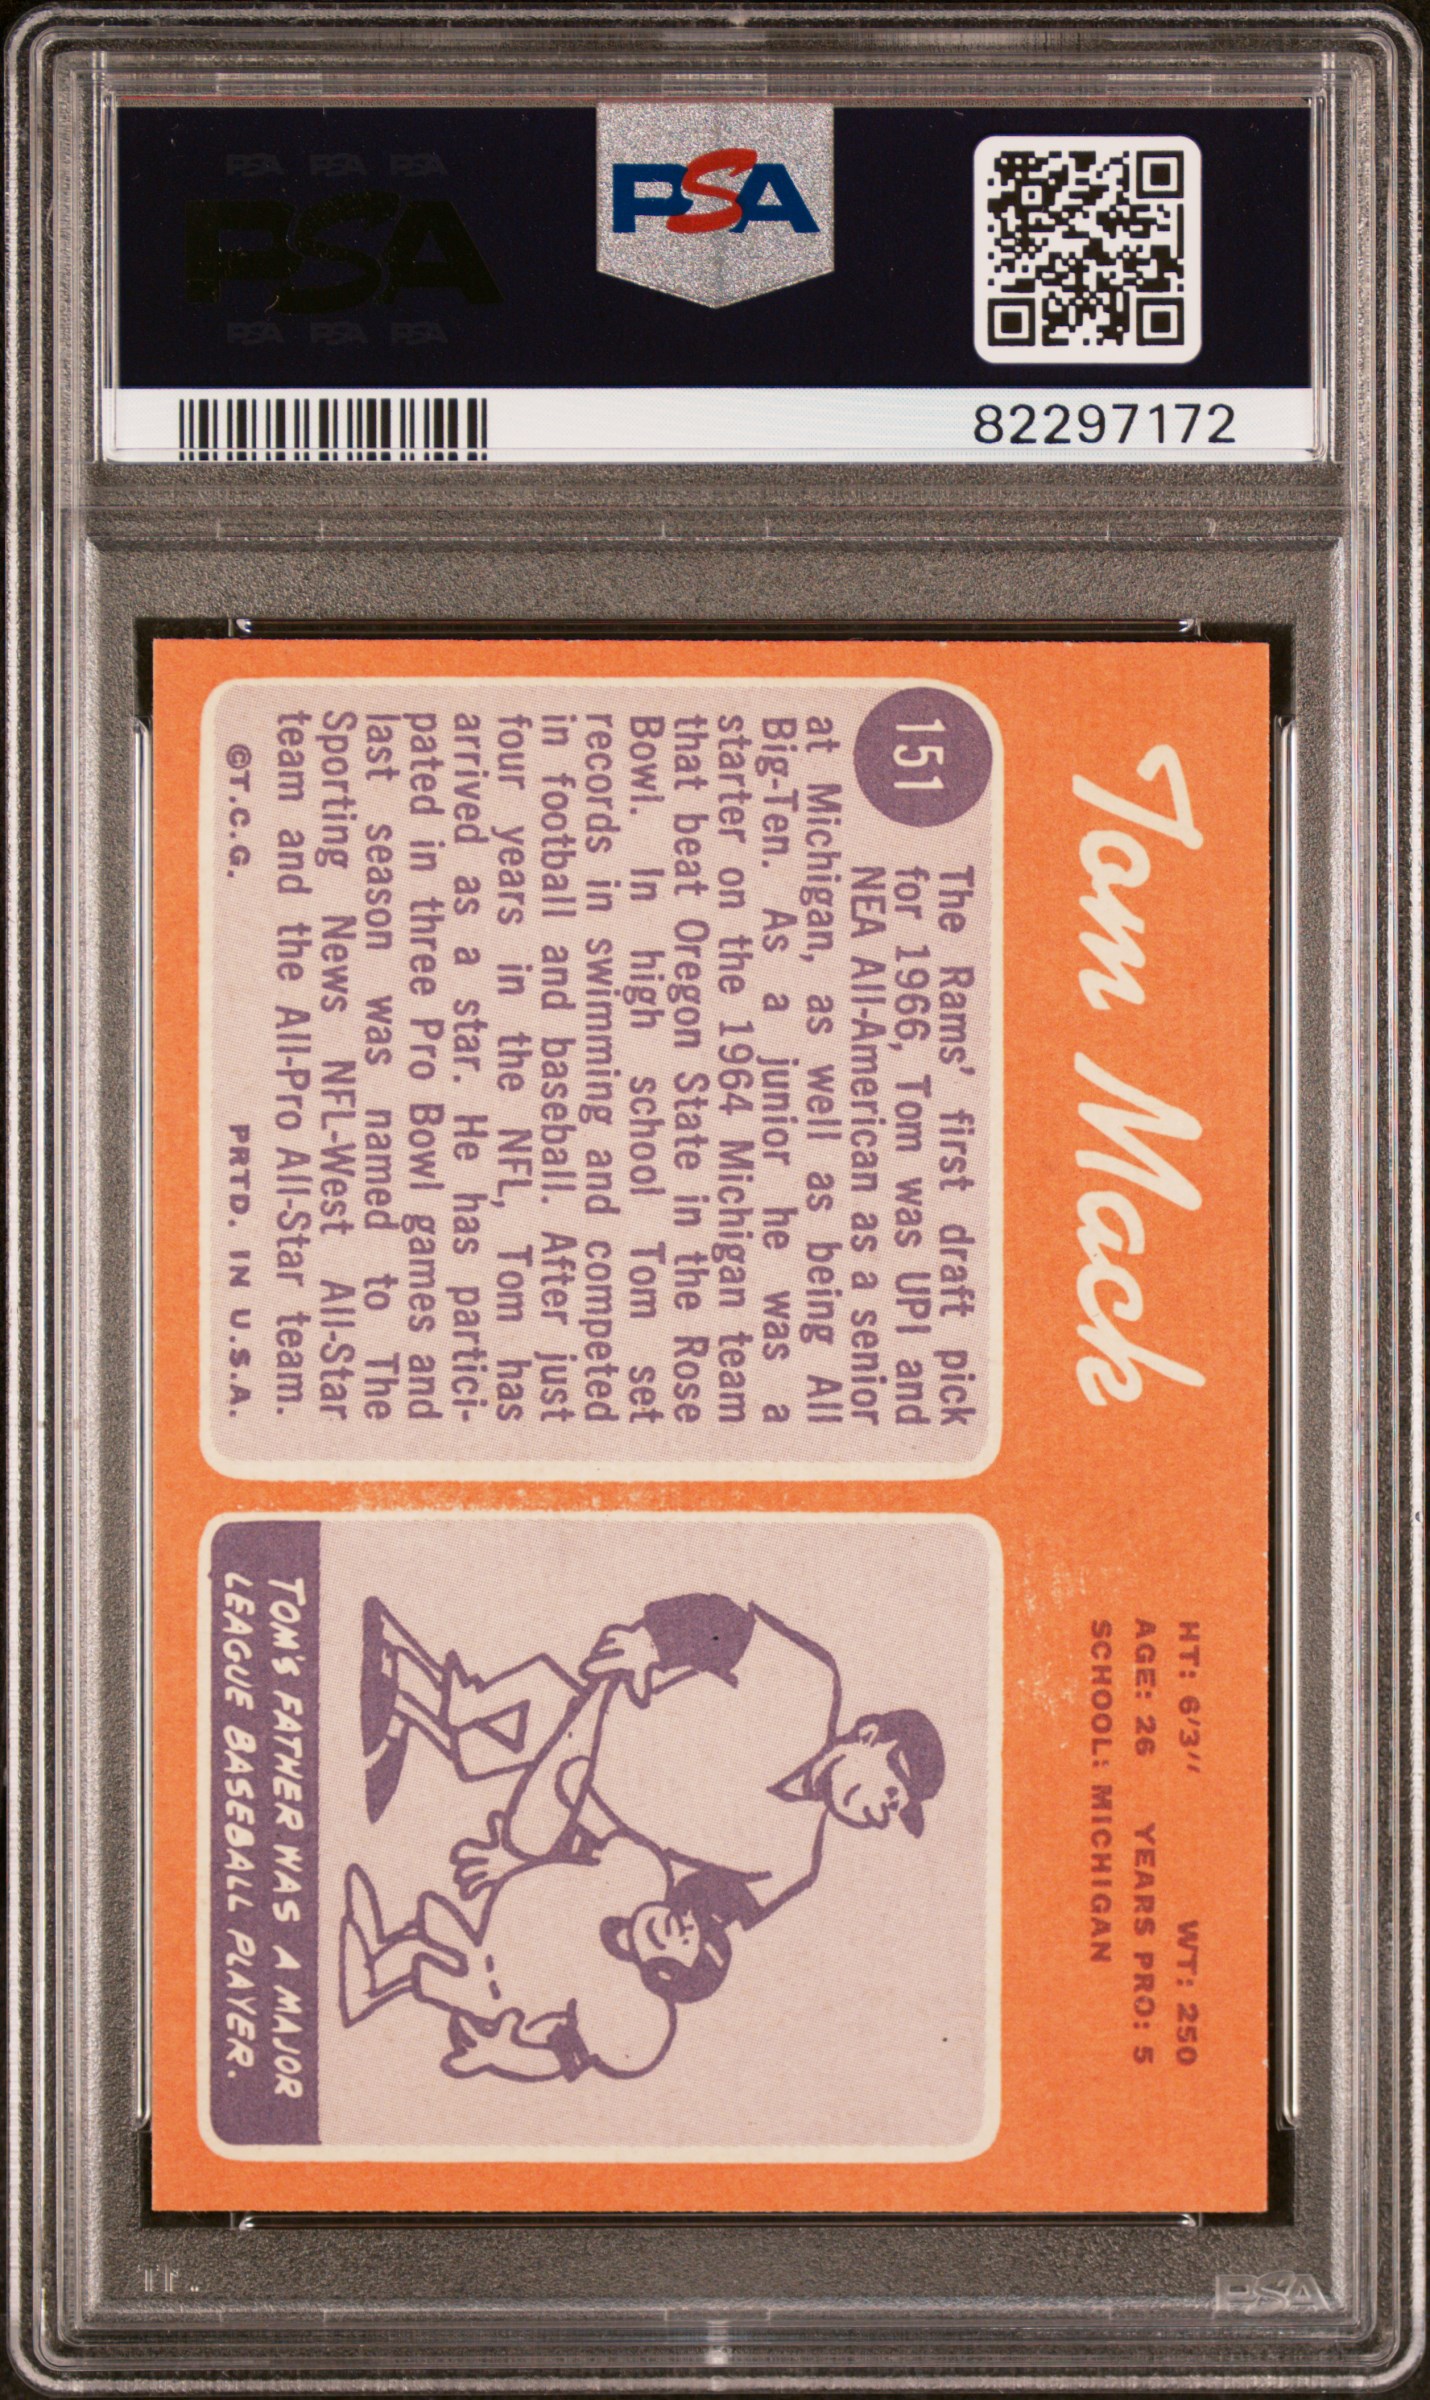 PSA PSA PSA
PSA
PSA PSA PSA
PSA
82297172
Tom Mack
HT: 6'3" WT: 250
AGE: 26 YEARS PRO: 5
SCHOOL: MICHIGAN
151
The Rams' first draft pick
for 1966, Tom was UPI and
NEA All-American as a senior
at Michigan, as well as being All
Big-Ten. As a junior he was a
starter on the 1964 Michigan team
that beat Oregon State in the Rose
Bowl. In high school Tom set
records in swimming and competed
in football and baseball. After just
four years in the NFL, Tom has
arrived as a star. He has partici-
pated in three Pro Bowl games and
last season was named to The
Sporting News NFL-West All-Star
team and the All-Pro All-Star team.
©T.C.G. PRTD. IN U.S.A.
TOM'S FATHER WAS A MAJOR
LEAGUE BASEBALL PLAYER.
PSA